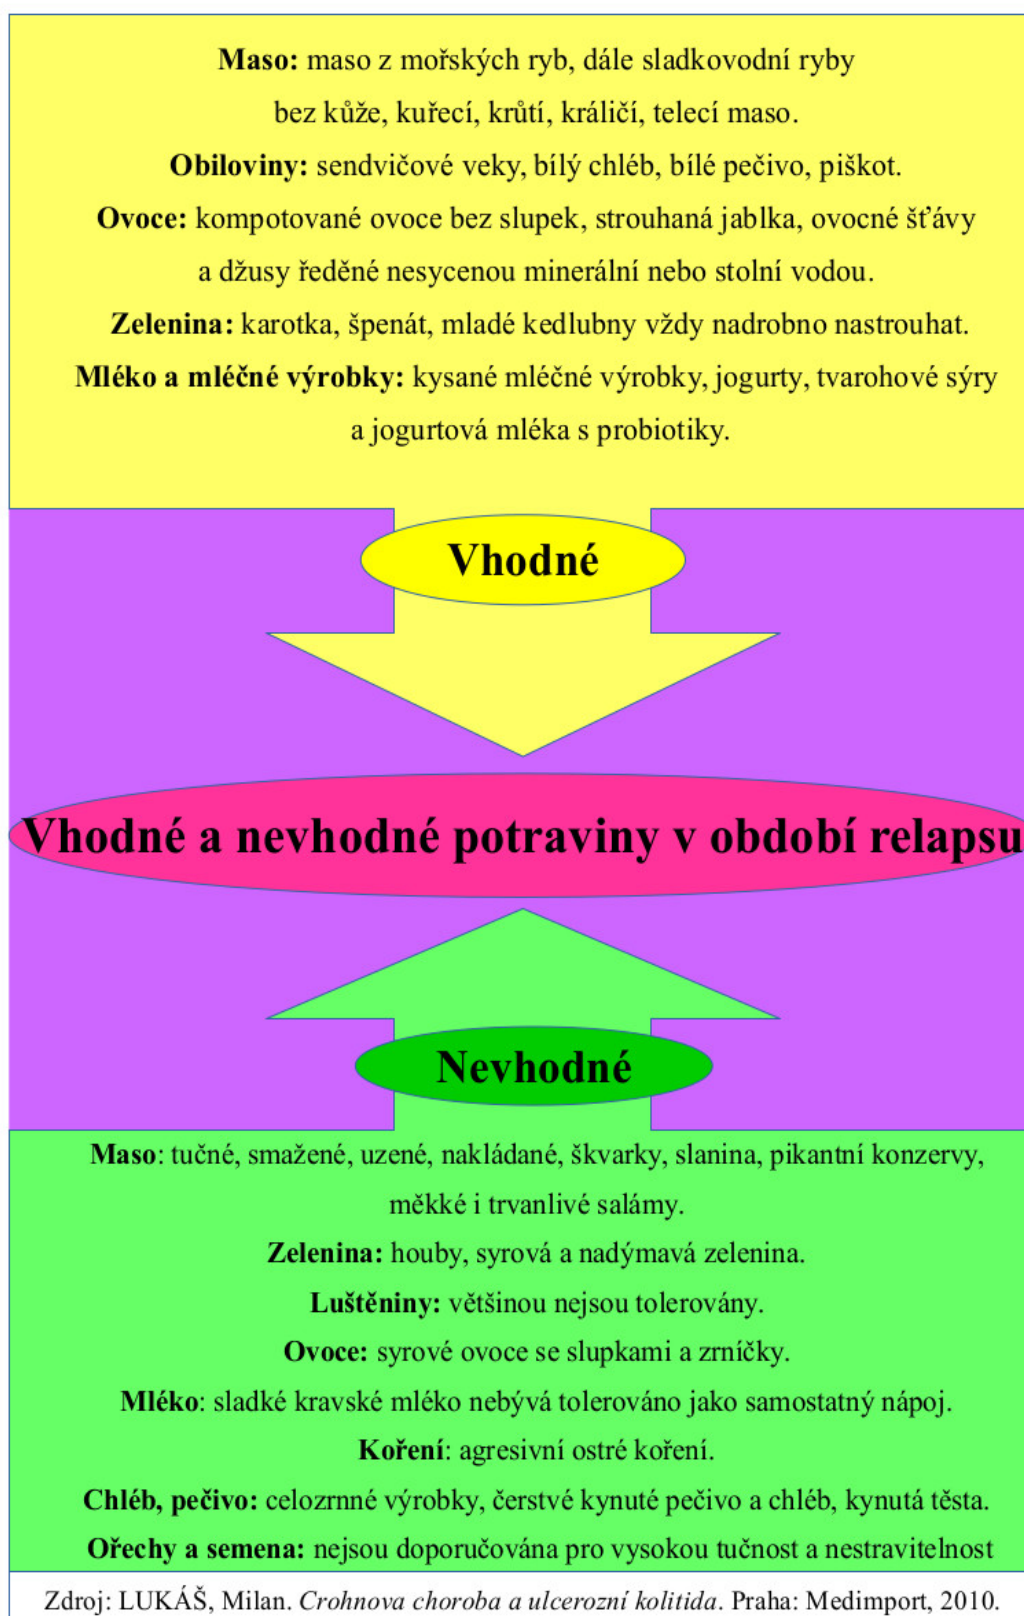 Maso: maso z mořských ryb, dále sladkovodní ryby
bez kůže, kuřecí, krůtí, králičí, telecí maso.
Obiloviny: sendvičové veky, bílý chléb, bílé pečivo, piškot.
Ovoce: kompotované ovoce bez slupek, strouhaná jablka, ovocné šťávy
a džusy ředěné nesycenou minerální nebo stolní vodou.
Zelenina: karotka, špenát, mladé kedlubny vždy nadrobno nastrouhat.
Mléko a mléčné výrobky: kysané mléčné výrobky, jogurty, tvarohové sýry
a jogurtová mléka s probiotiky.
Vhodné
Vhodné a nevhodné potraviny v období relapsu
Nevhodné
Maso: tučné, smažené, uzené, nakládané, škvarky, slanina, pikantní konzervy,
měkké i trvanlivé salámy.
Zelenina: houby, syrová a nadýmavá zelenina.
Luštěniny: většinou nejsou tolerovány.
Ovoce: syrové ovoce se slupkami a zrníčky.
Mléko: sladké kravské mléko nebývá tolerováno jako samostatný nápoj.
Koření: agresivní ostré koření.
Chléb, pečivo: celozrnné výrobky, čerstvé kynuté pečivo a chléb, kynutá těsta.
Ořechy a semena: nejsou doporučována pro vysokou tučnost a nestravitelnost
Zdroj: LUKÁŠ, Milan. Crohnova choroba a ulcerozní kolitida. Praha: Medimport, 2010.